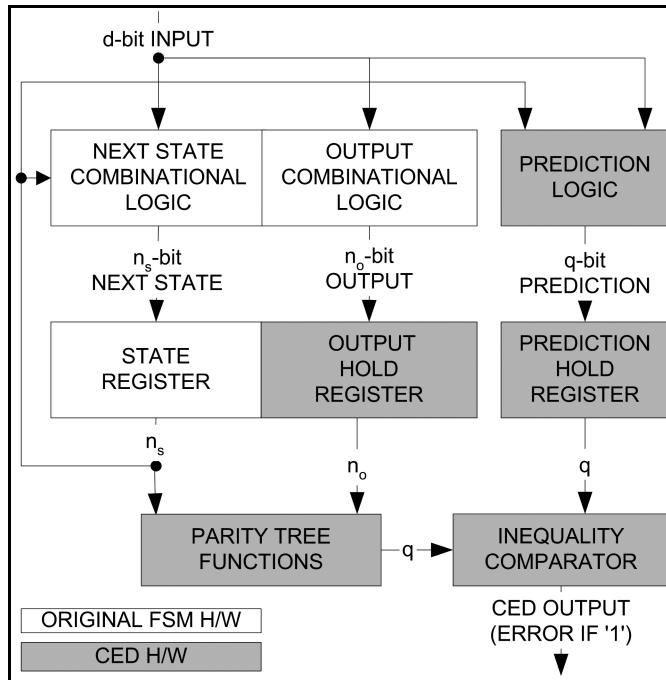 d-bit INPUT
NEXT STATE
COMBINATIONAL
LOGIC
OUTPUT
COMBINATIONAL
LOGIC
PREDICTION
LOGIC
nₛ-bit
NEXT STATE
nₒ-bit
OUTPUT
q-bit
PREDICTION
STATE
REGISTER
OUTPUT
HOLD
REGISTER
PREDICTION
HOLD
REGISTER
nₛ
nₒ
q
PARITY TREE
FUNCTIONS
q
INEQUALITY
COMPARATOR
CED OUTPUT
(ERROR IF '1')
ORIGINAL FSM H/W
CED H/W